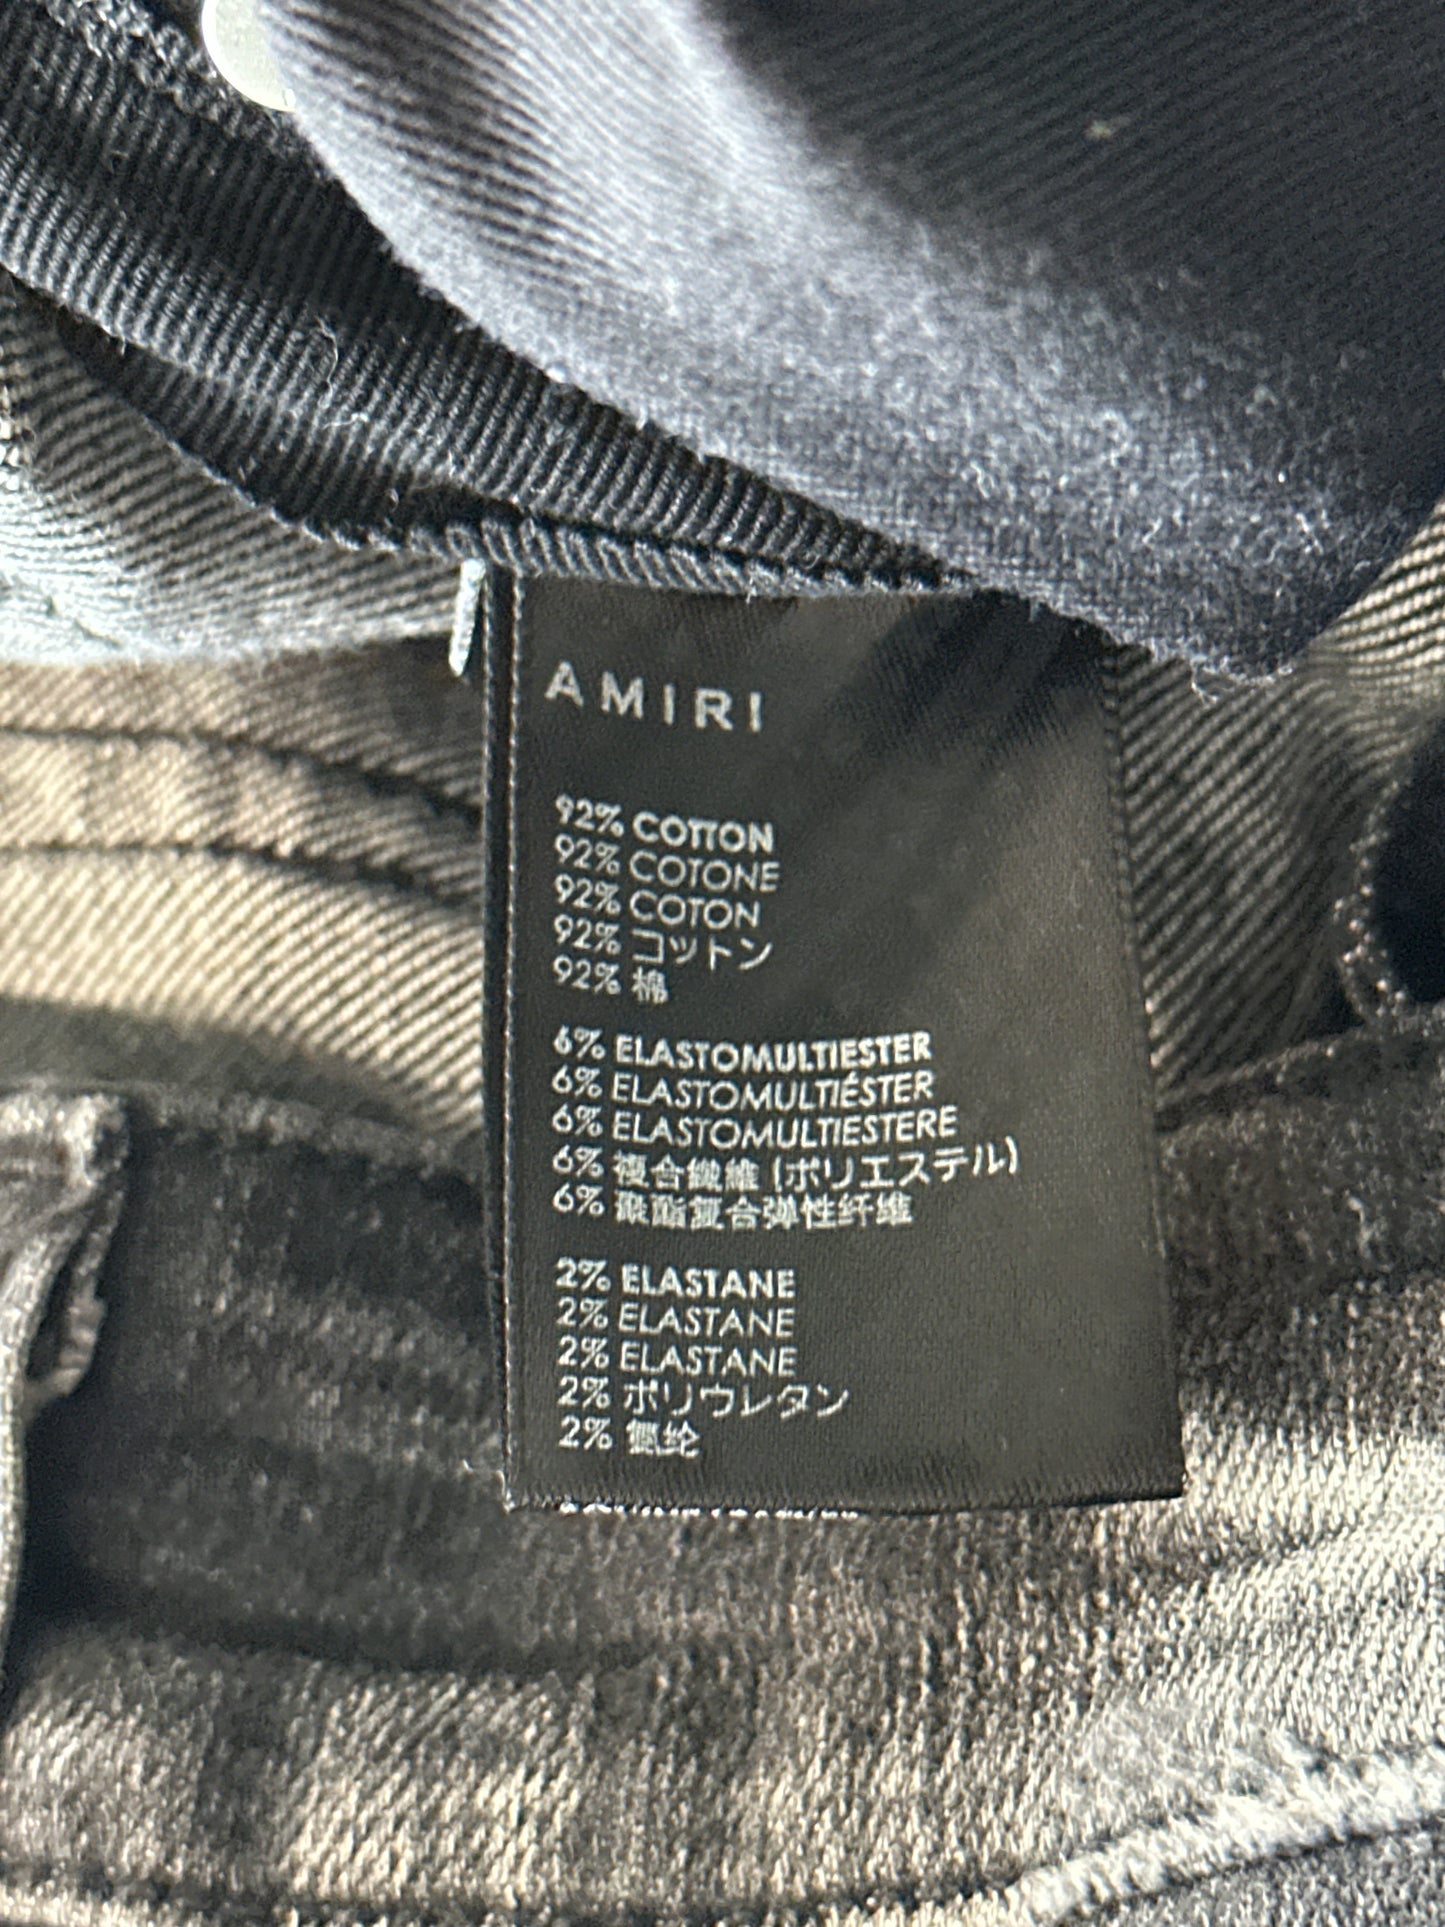 AMIRI
92% COTTON
92% COTONE
92% COTON
92% コットン
92% 棉
6% ELASTOMULTIESTER
6% ELASTOMULTIÉSTER
6% ELASTOMULTIESTERE
6% 複合繊維 (ポリエステル)
6% 聚酯复合弹性纤维
2% ELASTANE
2% ELASTANE
2% ELASTANE
2% ポリウレタン
2% 氨纶